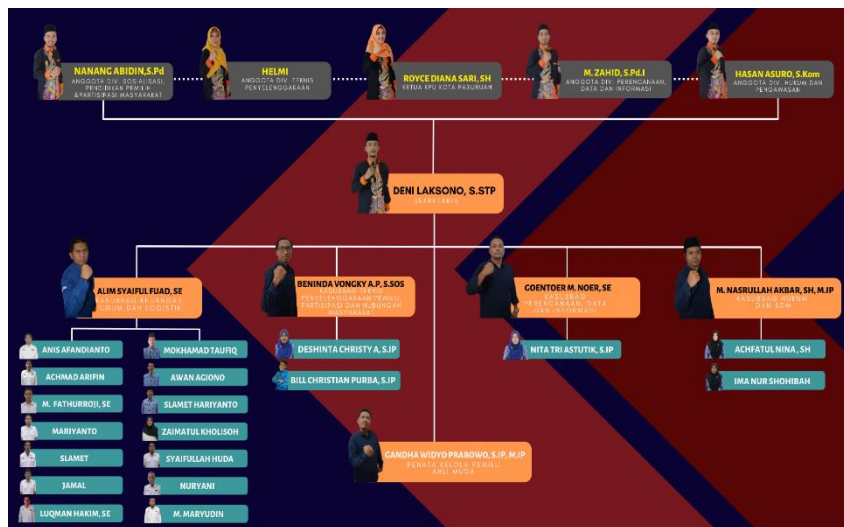 NANANG ABIDIN,S.Pd
ANGGOTA DIV. SOSIALISASI,
PENDIDIKAN PEMILIH
&PARTISIPASI MASYARAKAT
HELMI
ANGGOTA DIV. TEKNIS
PENYELENGGARAAN
ROYCE DIANA SARI, SH
KETUA KPU KOTA PASURUAN
M. ZAHID, S.Pd.I
ANGGOTA DIV. PERENCANAAN,
DATA DAN INFORMASI
HASAN ASURO, S.Kom
ANGGOTA DIV. HUKUM DAN
PENGAWASAN
DENI LAKSONO, S.STP
SEKRETARIS
ALIM SYAIFUL FUAD, SE
KASUBBAG KEUANGAN,
UMUM DAN LOGISTIK
BENINDA VONGKY A.P, S.SOS
KASUBBAG TEKNIS
PENYELENGGARAAN PEMILU,
PARTISIPASI DAN HUBUNGAN
MASYARAKAT
GOENTOER M. NOER, SE
KASUBBAG
PERENCANAAN, DATA
DAN INFORMASI
M. NASRULLAH AKBAR, SH, M.IP
KASUBBAG HUKUM
DAN SDM
ANIS AFANDIANTO
ACHMAD ARIFIN
M. FATHURROJI, SE
MARIYANTO
SLAMET
JAMAL
LUQMAN HAKIM, SE
MOKHAMAD TAUFIQ
AWAN AGIONO
SLAMET HARIYANTO
ZAIMATUL KHOLISOH
SYAIFULLAH HUDA
NURYANI
M. MARYUDIN
DESHINTA CHRISTY A, S.IP
BILL CHRISTIAN PURBA, S.IP
NITA TRI ASTUTIK, S.IP
ACHFATUL NINA , SH
IMA NUR SHOHIBAH
GANDHA WIDYO PRABOWO, S.IP, M.IP
PENATA KELOLA PEMILU
AHLI MUDA